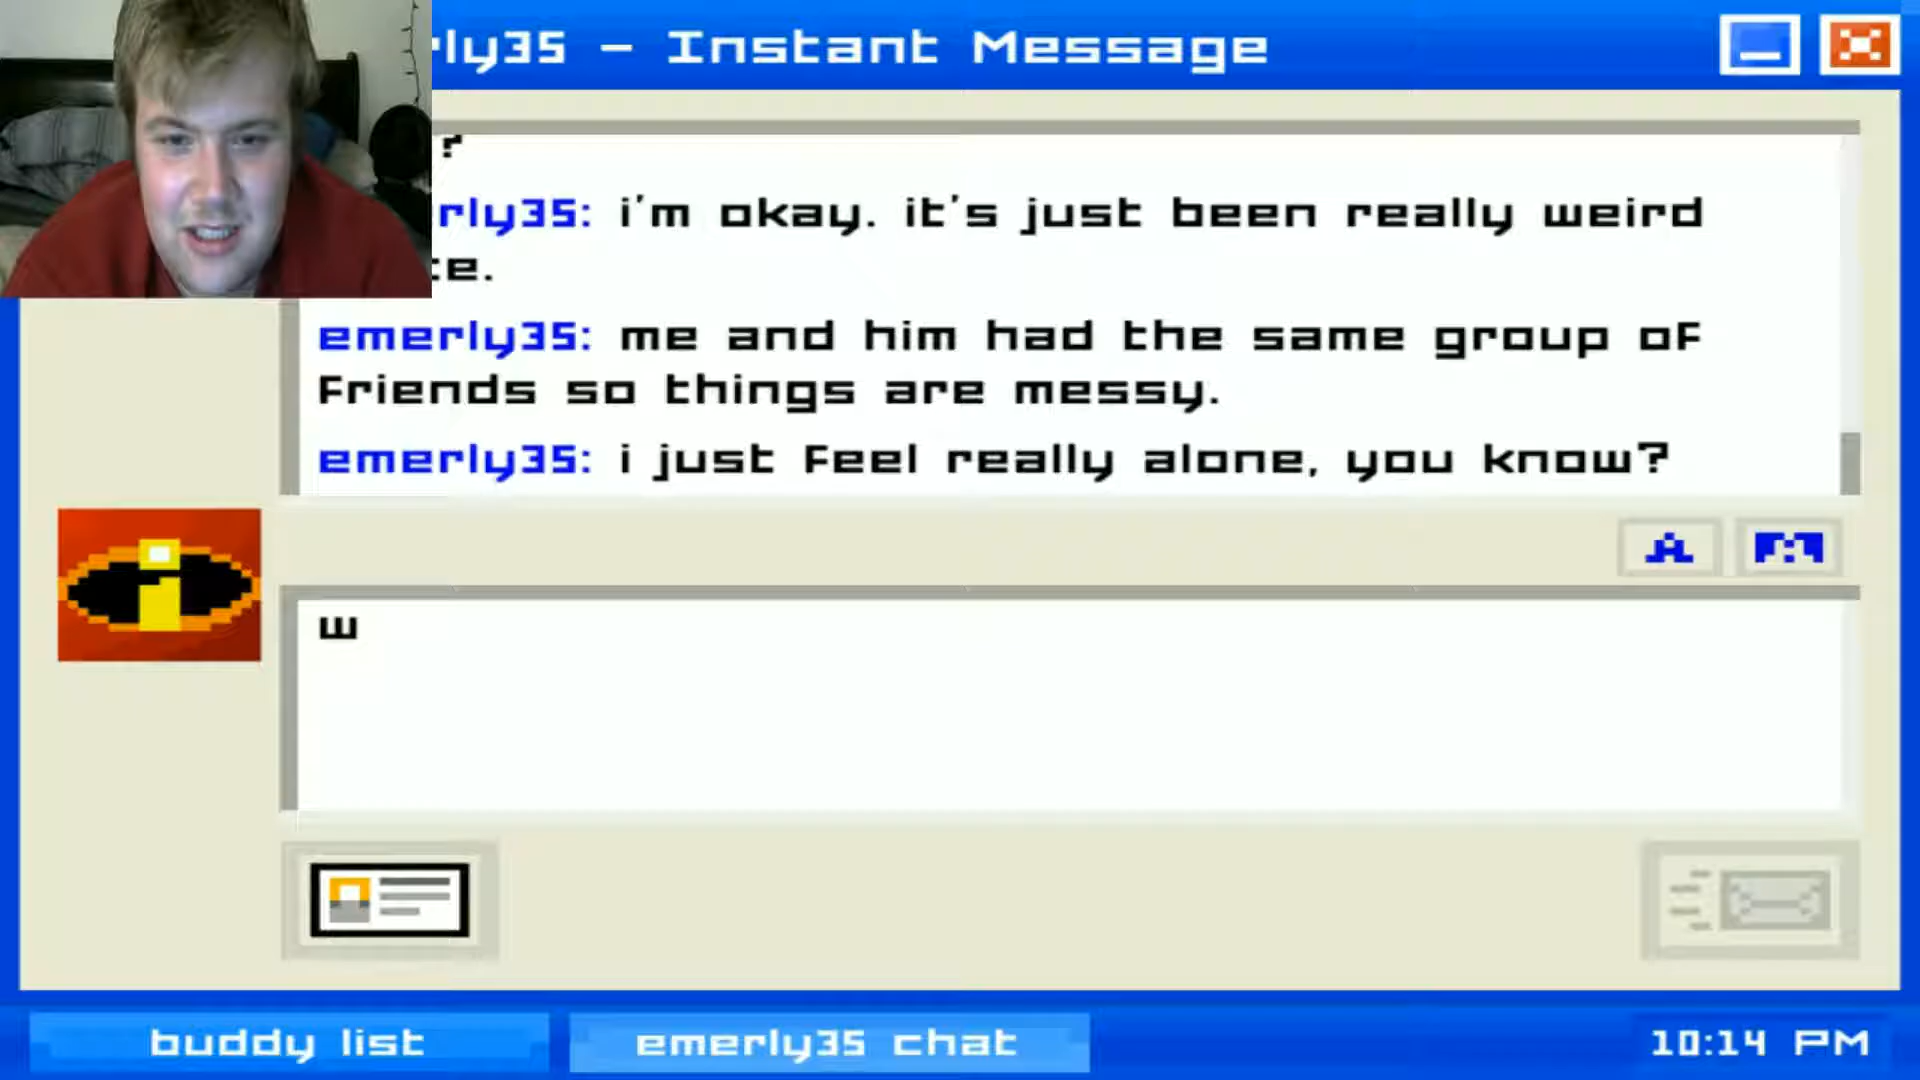 rly35 - Instant Message
?
rly35: i'm okay. it's just been really weird
te.
emerly35: me and him had the same group of
friends so things are messy.
emerly35: i just feel really alone, you know?
A
w
buddy list
emerly35 chat
10:14 PM